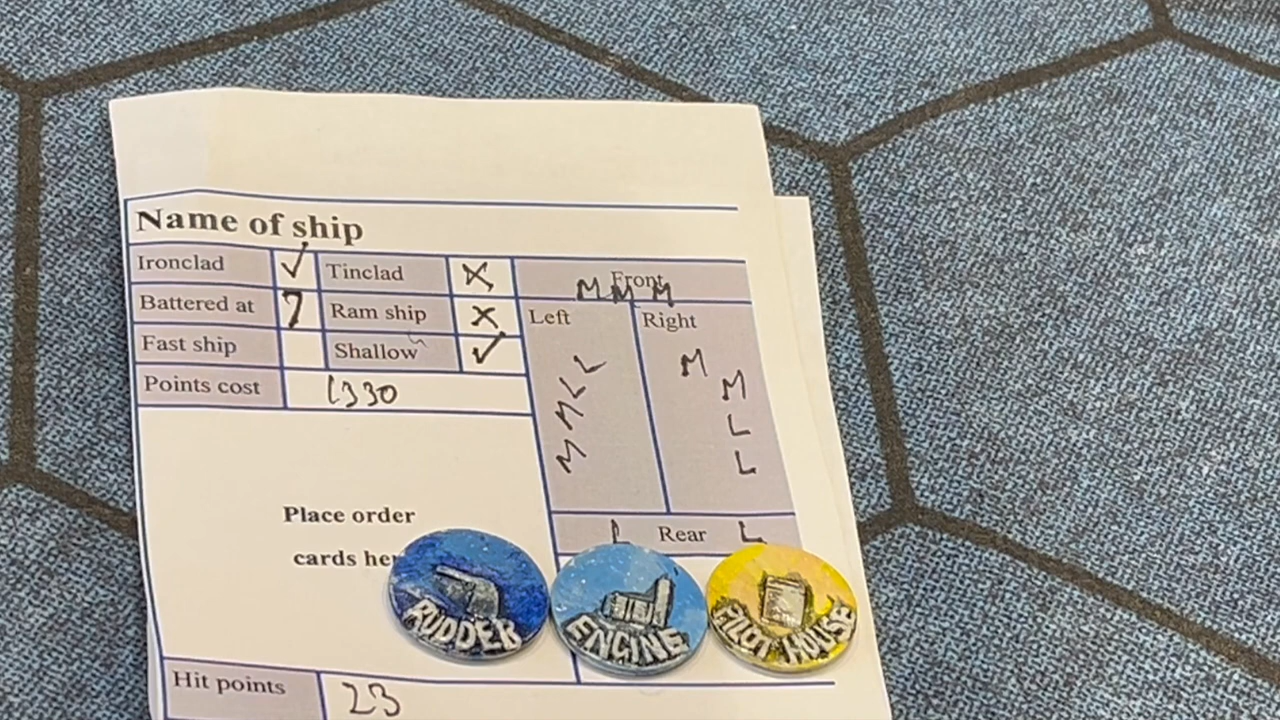 Name of ship
Ironclad ✓ Tinclad X Front
M M M
Battered at 7 Ram ship X Left Right
Fast ship Shallow ✓
Points cost 1330
L M
L M
M L
M L
Place order L Rear L
cards he
RUDDER ENGINE PILOT HOUSE
Hit points 23